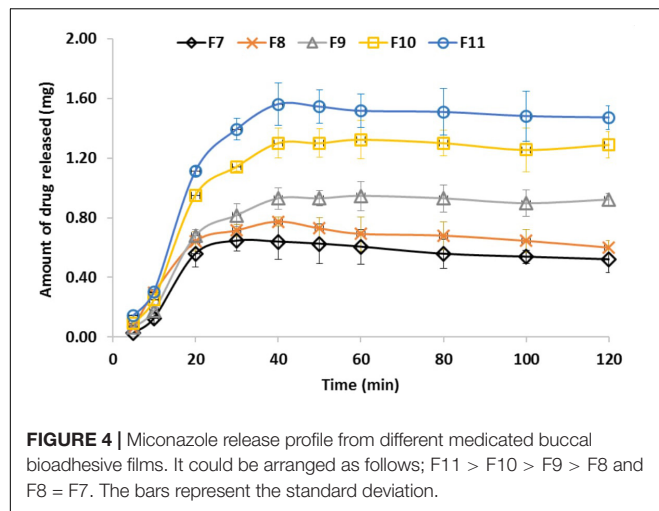 2.00
F7 F8 F9 F10 F11
1.60
1.20
0.80
0.40
0.00
Amount of drug released (mg)
0 20 40 60 80 100 120
Time (min)
FIGURE 4 | Miconazole release profile from different medicated buccal
bioadhesive films. It could be arranged as follows; F11 > F10 > F9 > F8 and
F8 = F7. The bars represent the standard deviation.